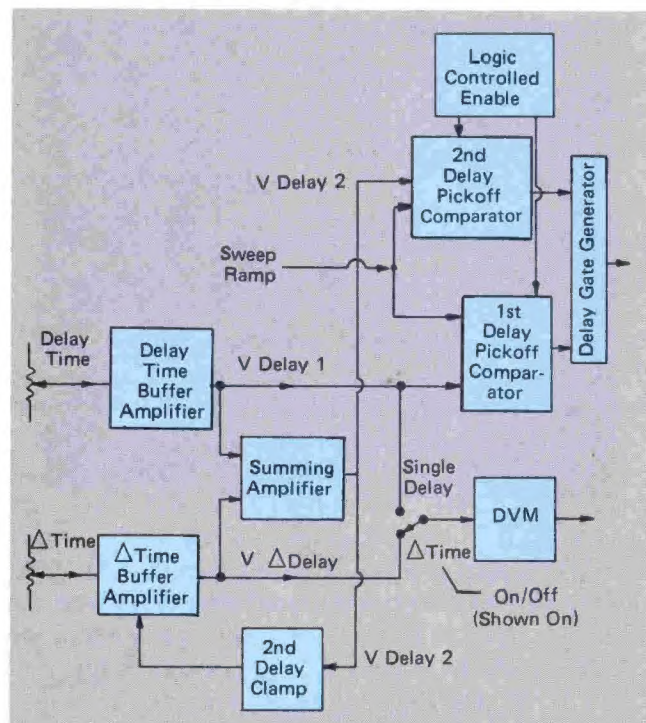 Logic
Controlled
Enable
V Delay 2
2nd
Delay
Pickoff
Comparator
Sweep
Ramp
1st
Delay
Pickoff
Compar-
ator
Delay Gate Generator
Delay
Time
Delay
Time
Buffer
Amplifier
V Delay 1
Summing
Amplifier
Single
Delay
DVM
ΔTime
ΔTime
Buffer
Amplifier
V ΔDelay
ΔTime
On/Off
(Shown On)
2nd
Delay
Clamp
V Delay 2